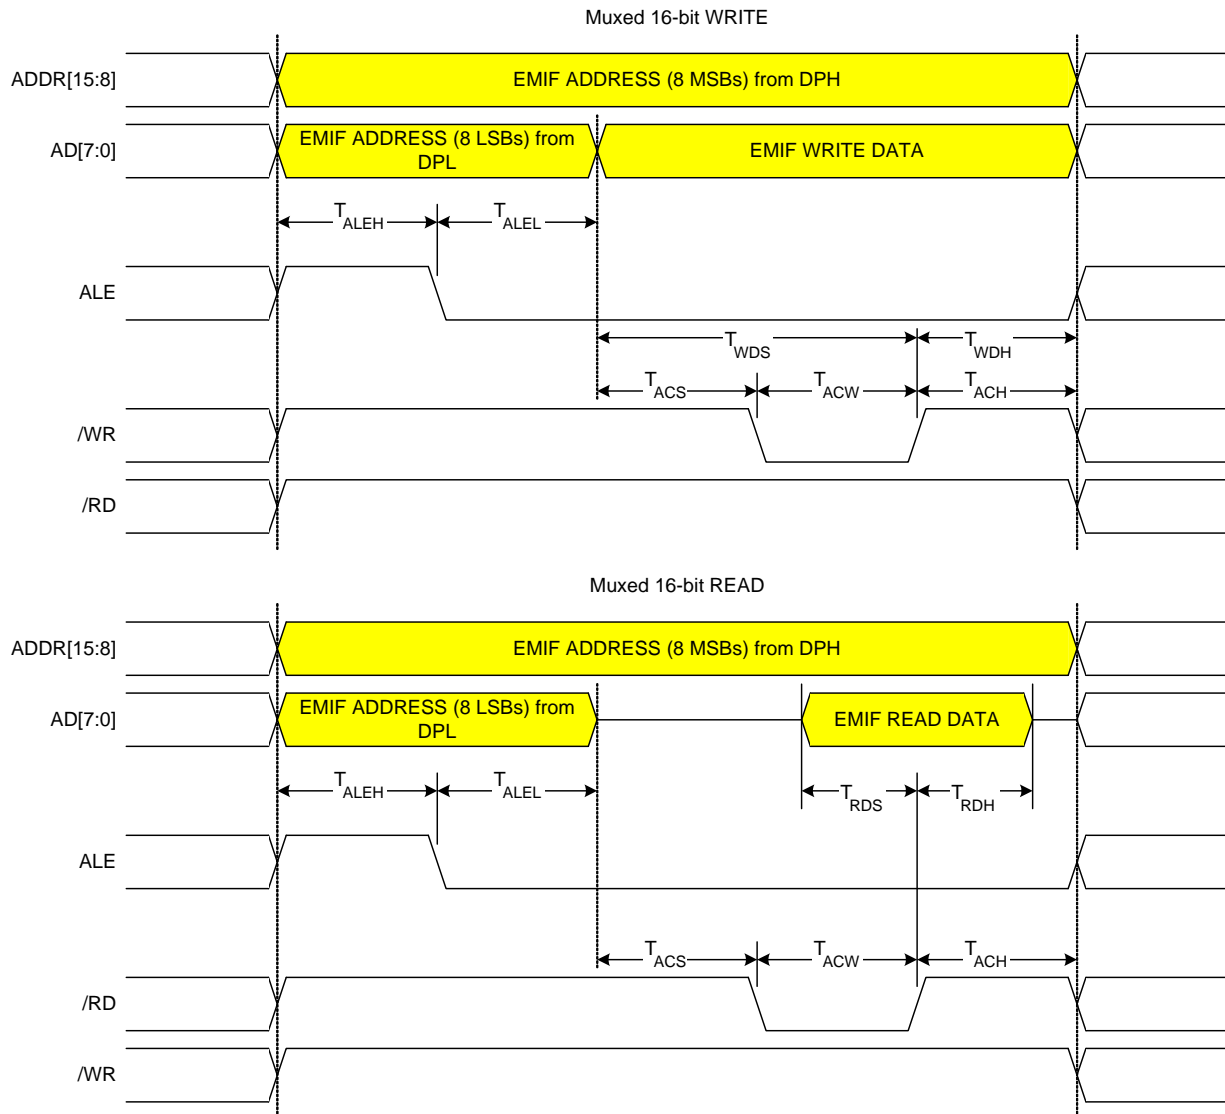 Muxed 16-bit WRITE
ADDR[15:8]
EMIF ADDRESS (8 MSBs) from DPH
AD[7:0]
EMIF ADDRESS (8 LSBs) from
DPL
EMIF WRITE DATA
TALEH
TALEL
ALE
TWDS
TWDH
TACS
TACW
TACH
/WR
/RD
Muxed 16-bit READ
ADDR[15:8]
EMIF ADDRESS (8 MSBs) from DPH
AD[7:0]
EMIF ADDRESS (8 LSBs) from
DPL
EMIF READ DATA
TALEH
TALEL
TRDS
TRDH
ALE
TACS
TACW
TACH
/RD
/WR